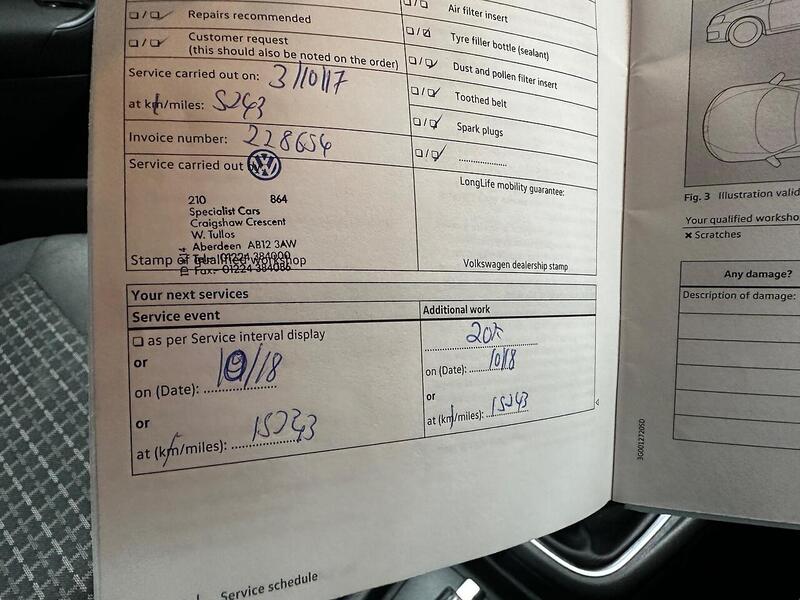 Repairs recommended
Customer request
(this should also be noted on the order)
Service carried out on: 3/10/17
at km/miles: 5243
Invoice number: 228654
Service carried out
210 864
Specialist Cars
Craigshaw Crescent
W. Tullos
Aberdeen AB12 3AW
Tel: 01224 384000
Stamp of qualified workshop
Fax: 01224 384086
Air filter insert
Tyre filler bottle (sealant)
Dust and pollen filter insert
Toothed belt
Spark plugs
....................
LongLife mobility guarantee:
Volkswagen dealership stamp
Your next services
Service event
as per Service interval display
or
on (Date): 10/18
or
at (km/miles): 15243
Additional work
on (Date): 10/18
or
at (km/miles): 15243
Service schedule
3G0012720SD
Fig. 3 Illustration valid
Your qualified worksho
✖ Scratches
Any damage?
Description of damage: